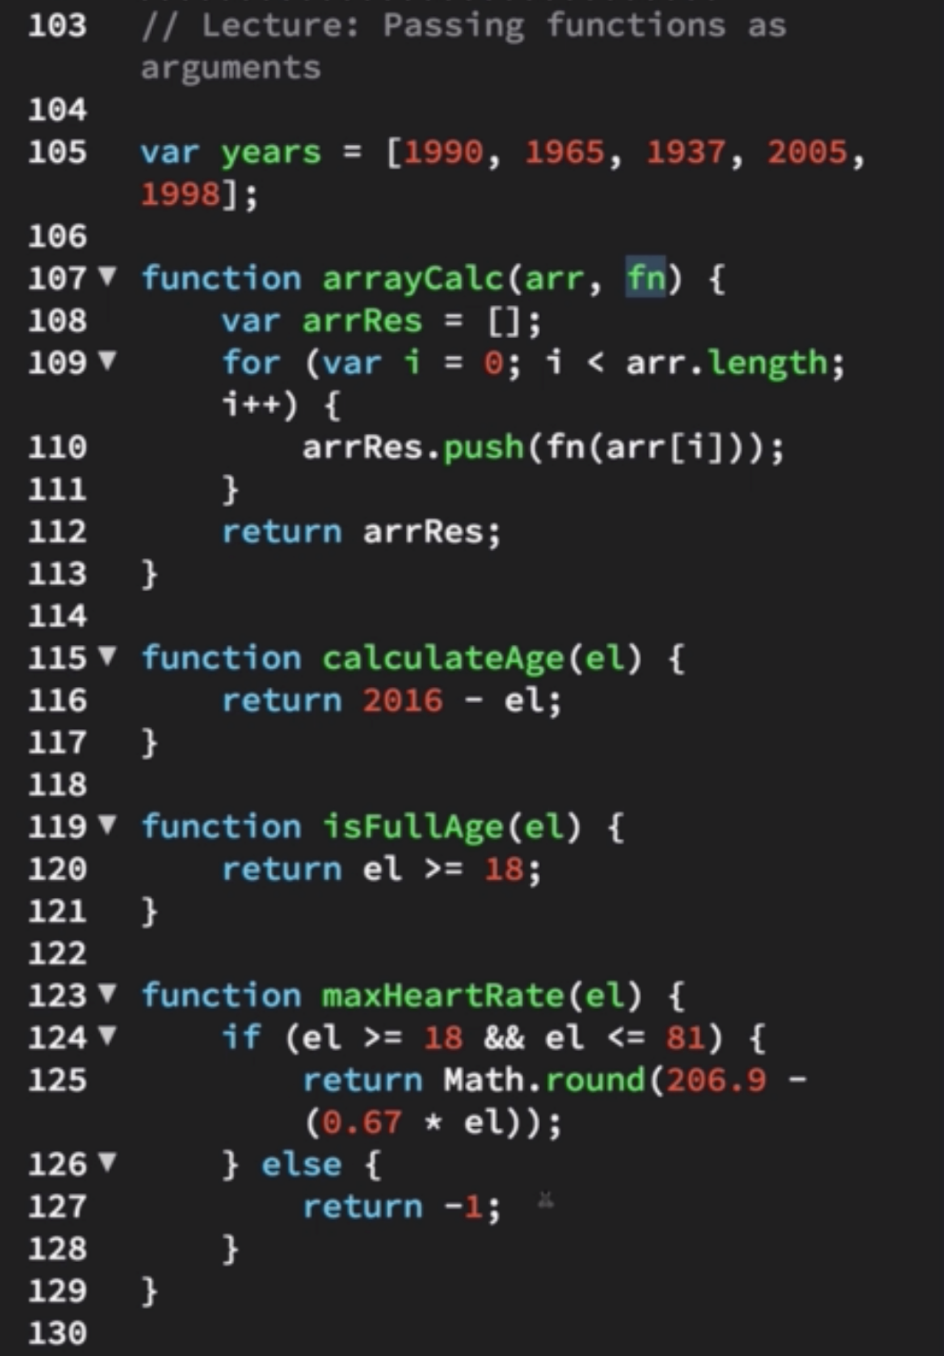 103 // Lecture: Passing functions as
arguments
104
105 var years = [1990, 1965, 1937, 2005,
1998];
106
107 function arrayCalc(arr, fn) {
108 var arrRes = [];
109 for (var i = 0; i < arr.length;
i++) {
110 arrRes.push(fn(arr[i]));
111 }
112 return arrRes;
113 }
114
115 function calculateAge(el) {
116 return 2016 - el;
117 }
118
119 function isFullAge(el) {
120 return el >= 18;
121 }
122
123 function maxHeartRate(el) {
124 if (el >= 18 && el <= 81) {
125 return Math.round(206.9 -
(0.67 * el));
126 } else {
127 return -1;
128 }
129 }
130